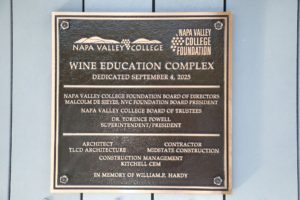 NAPA VALLEY COLLEGE
NAPA VALLEY
COLLEGE
FOUNDATION
WINE EDUCATION COMPLEX
DEDICATED SEPTEMBER 4, 2025
NAPA VALLEY COLLEGE FOUNDATION BOARD OF DIRECTORS
MALCOLM DE SIEYES, NVC FOUNDATION BOARD PRESIDENT
NAPA VALLEY COLLEGE BOARD OF TRUSTEES
DR. TORENCE POWELL
SUPERINTENDENT/PRESIDENT
ARCHITECT
TLCD ARCHITECTURE
CONTRACTOR
MIDSTATE CONSTRUCTION
CONSTRUCTION MANAGEMENT
KITCHELL CEM
IN MEMORY OF WILLIAM P. HARDY